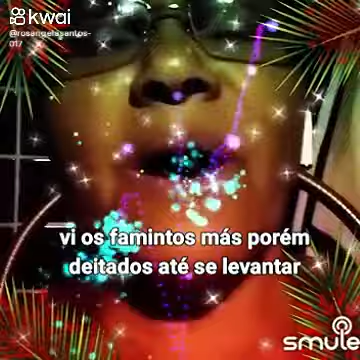 kwai
@rosangelasantos-
017
vi os famintos más porém
deitados até se levantar
smule